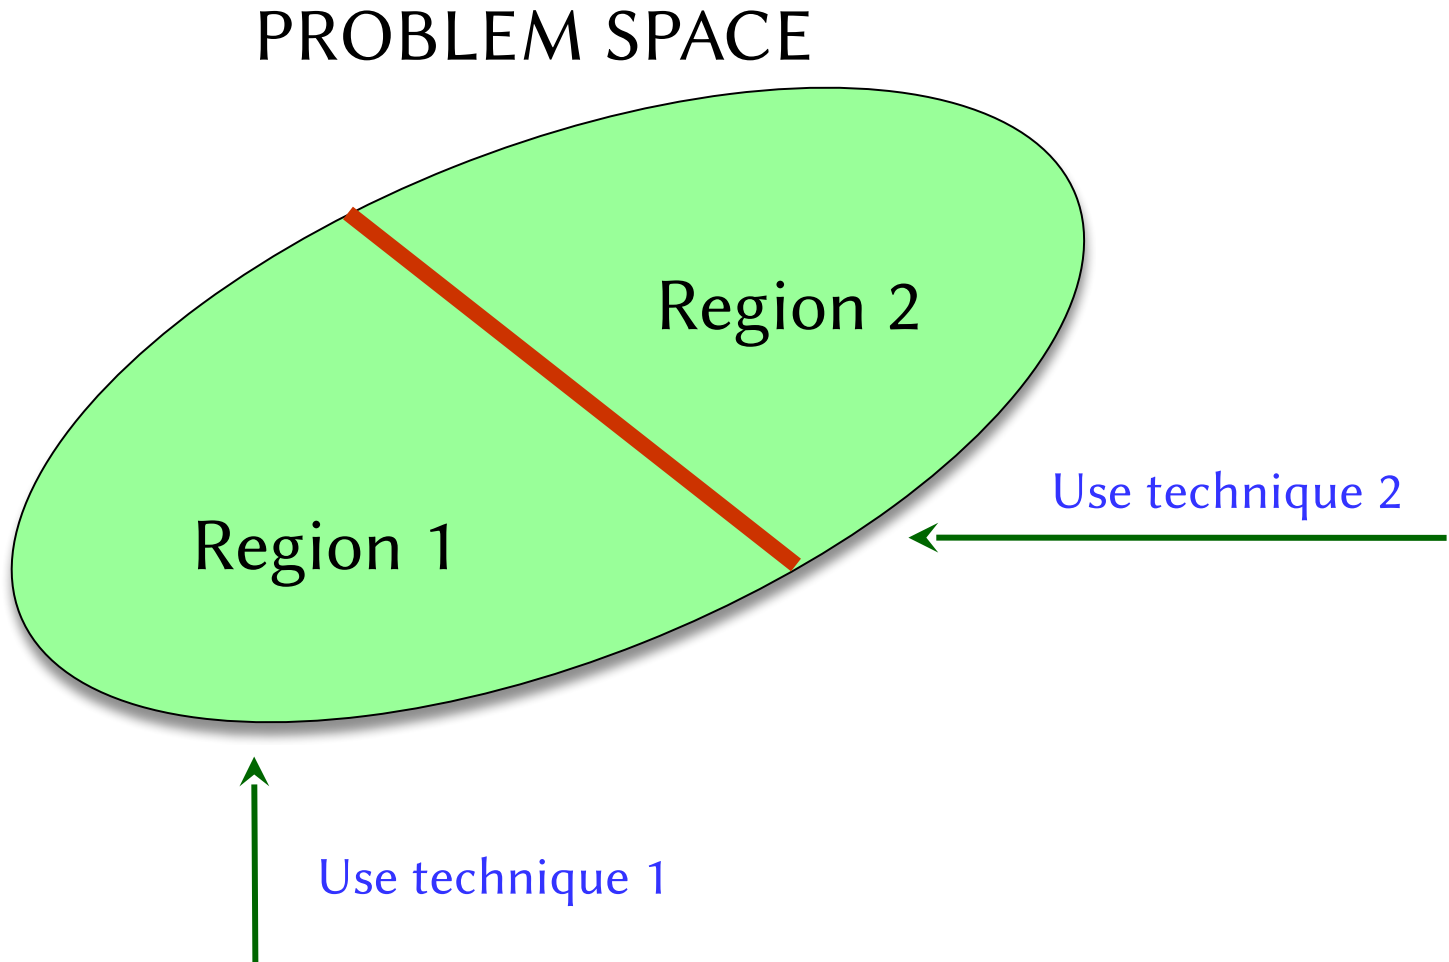 PROBLEM SPACE
Region 2
Use technique 2
Region 1
Use technique 1